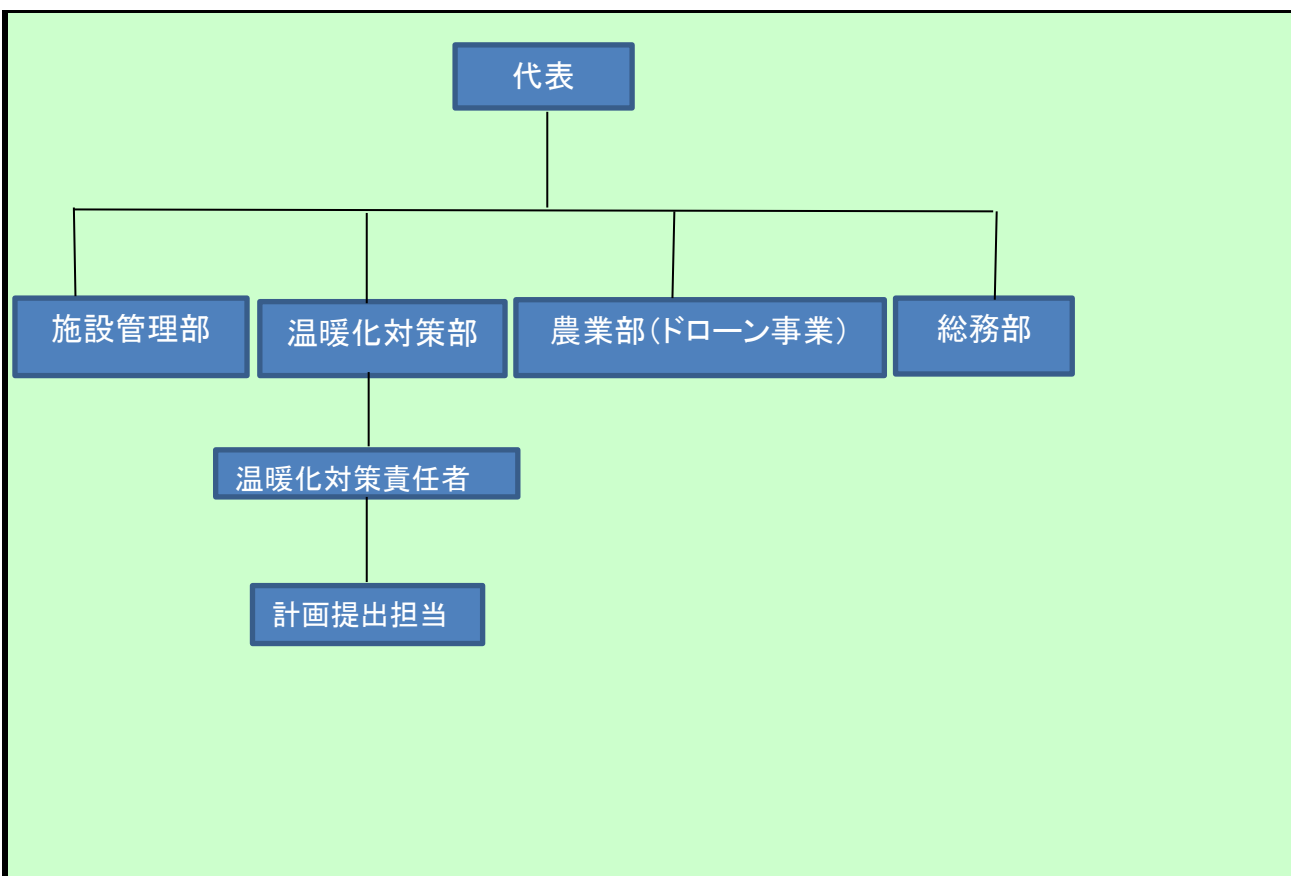 代表
施設管理部
温暖化対策部
農業部(ドローン事業)
総務部
温暖化対策責任者
計画提出担当